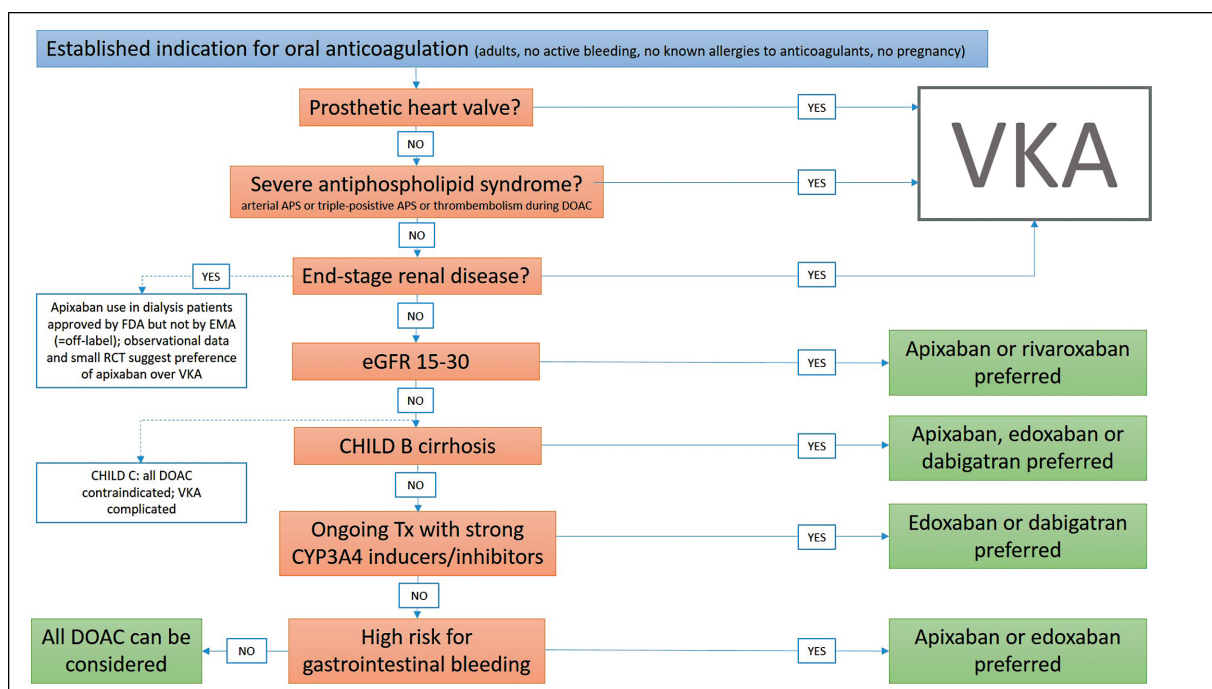 Established indication for oral anticoagulation (adults, no active bleeding, no known allergies to anticoagulants, no pregnancy)
Prosthetic heart valve?
YES
VKA
NO
Severe antiphospholipid syndrome?
arterial APS or triple-posistive APS or thrombembolism during DOAC
YES
NO
YES
End-stage renal disease?
YES
Apixaban use in dialysis patients
approved by FDA but not by EMA
(=off-label); observational data
and small RCT suggest preference
of apixaban over VKA
NO
eGFR 15-30
YES
Apixaban or rivaroxaban
preferred
NO
CHILD B cirrhosis
YES
Apixaban, edoxaban or
dabigatran preferred
CHILD C: all DOAC
contraindicated; VKA
complicated
NO
Ongoing Tx with strong
CYP3A4 inducers/inhibitors
YES
Edoxaban or dabigatran
preferred
NO
All DOAC can be
considered
NO
High risk for
gastrointestinal bleeding
YES
Apixaban or edoxaban
preferred